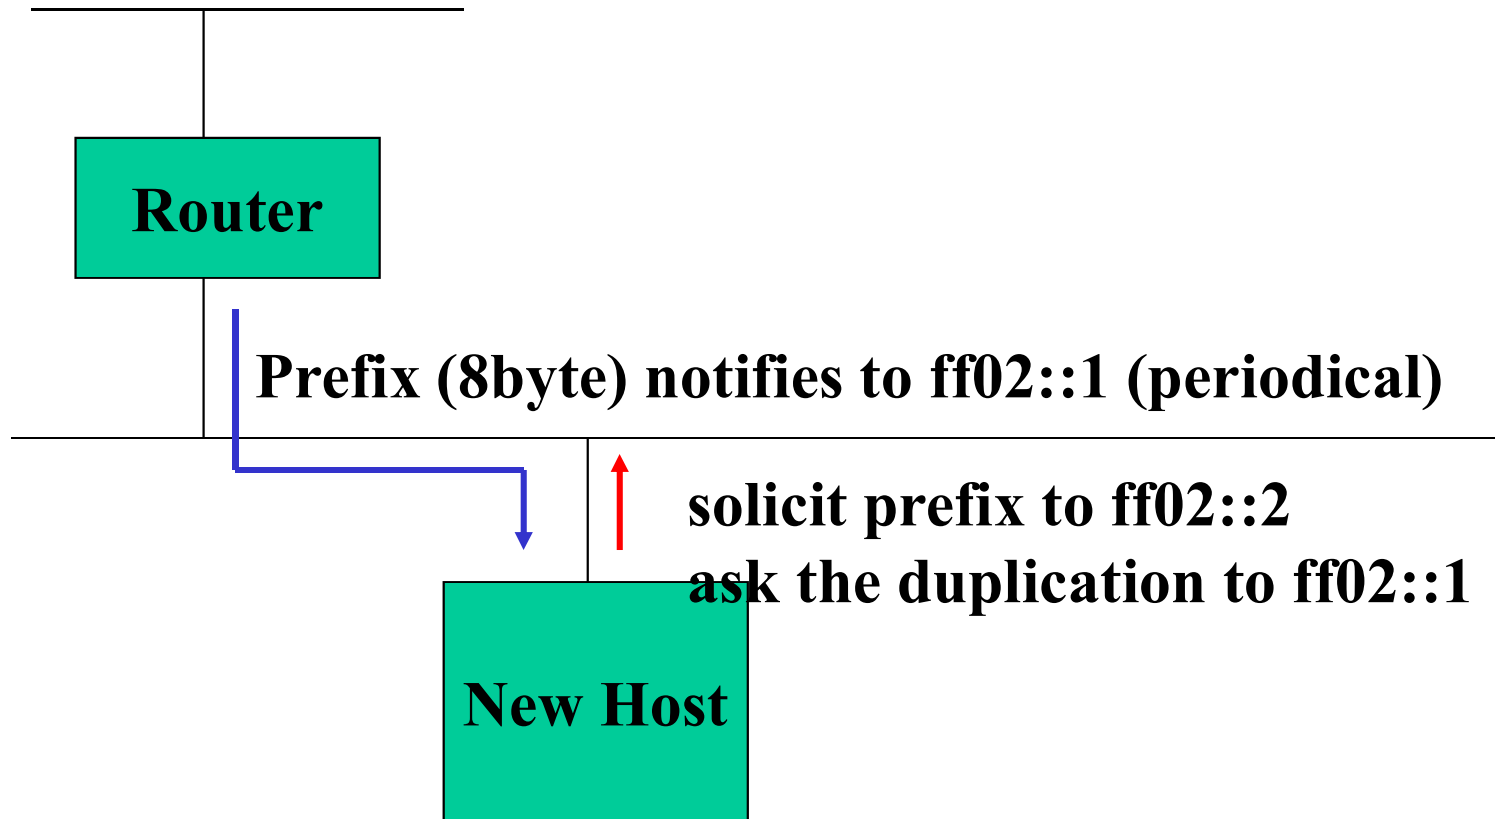 Router
Prefix (8byte) notifies to ff02::1 (periodical)
solicit prefix to ff02::2
ask the duplication to ff02::1
New Host